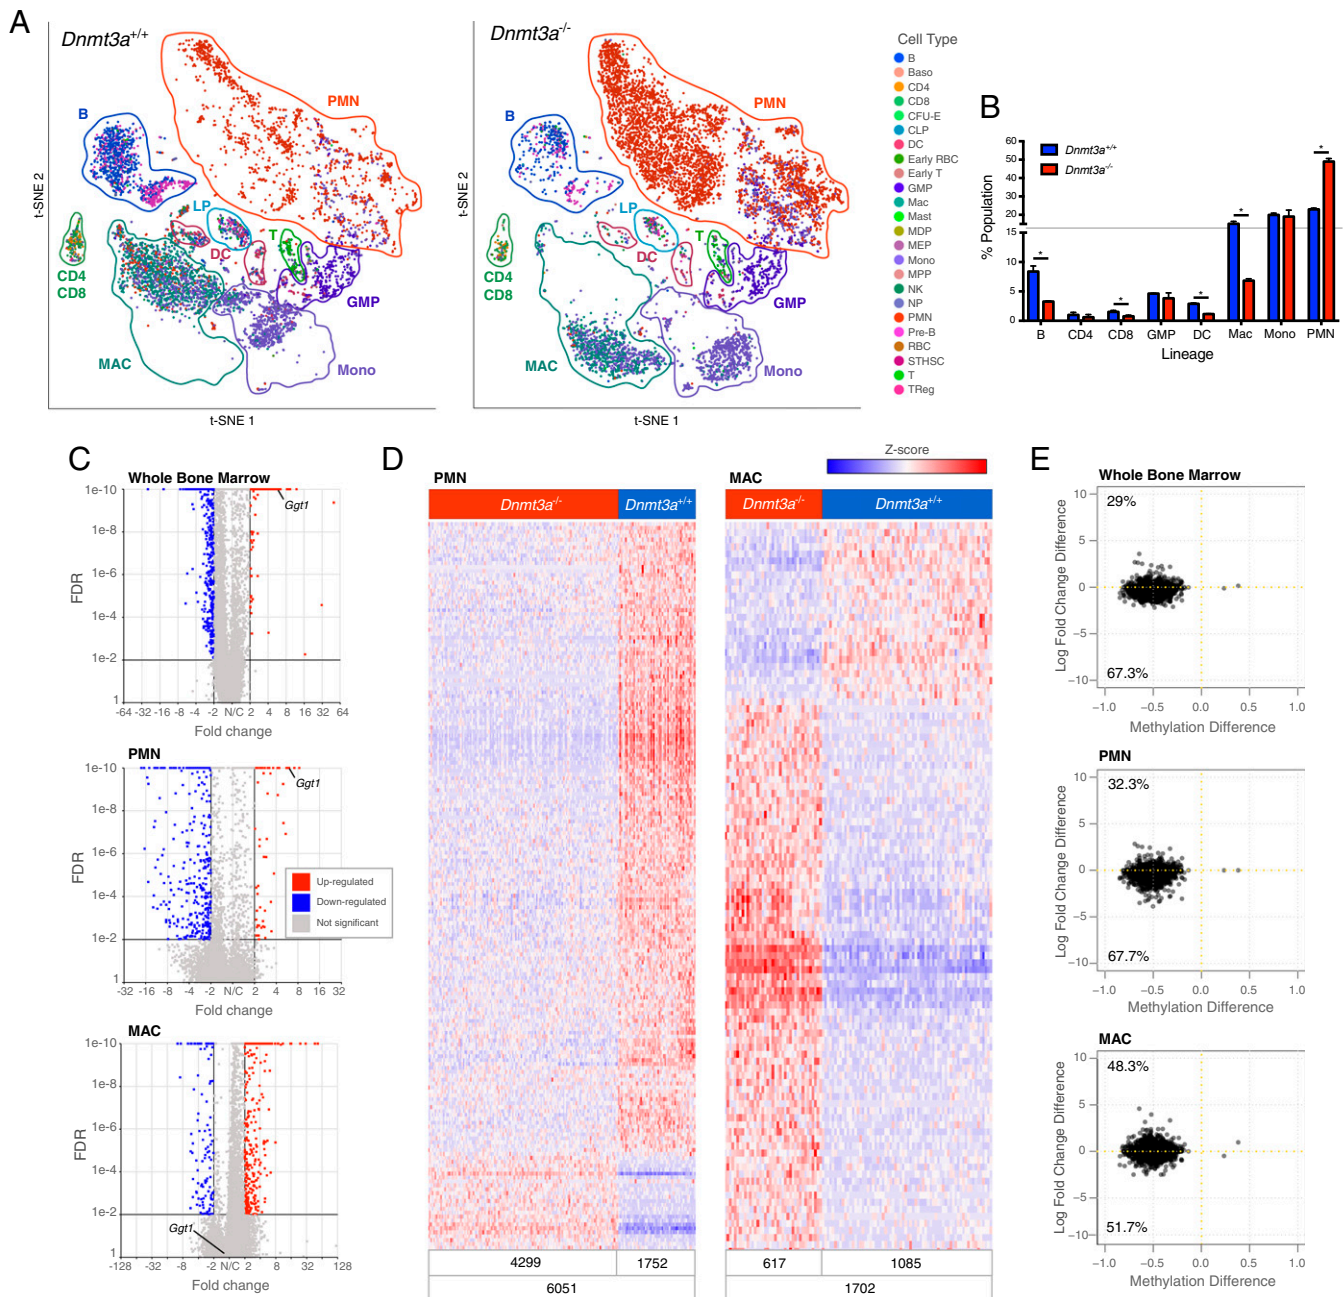 A
Dnmt3a+/+
B
PMN
LP
T
DC
CD4
CD8
GMP
MAC
Mono
t-SNE 2
t-SNE 1
Dnmt3a-/-
B
PMN
LP
T
DC
CD4
CD8
GMP
MAC
Mono
t-SNE 2
t-SNE 1
Cell Type
B
Baso
CD4
CD8
CFU-E
CLP
DC
Early RBC
Early T
GMP
Mac
Mast
MDP
MEP
Mono
MPP
NK
NP
PMN
Pre-B
RBC
STHSC
T
TReg
B
% Population
60
50
40
30
20
15
10
5
0
Dnmt3a+/+
Dnmt3a-/-
* * * * *
B CD4 CD8 GMP DC Mac Mono PMN
Lineage
C
Whole Bone Marrow
FDR
1e-10
1e-8
1e-6
1e-4
1e-2
1
Ggt1
-64 -32 -16 -8 -4 -2 N/C 2 4 8 16 32 64
Fold change
PMN
FDR
1e-10
1e-8
1e-6
1e-4
1e-2
1
Ggt1
Up-regulated
Down-regulated
Not significant
-32 -16 -8 -4 -2 N/C 2 4 8 16 32
Fold change
MAC
FDR
1e-10
1e-8
1e-6
1e-4
1e-2
1
Ggt1
-128 -32 -8 -2 N/C 2 8 32 128
Fold change
D
Z-score
PMN
Dnmt3a-/- Dnmt3a+/+
4299 1752
6051
MAC
Dnmt3a-/- Dnmt3a+/+
617 1085
1702
E
Whole Bone Marrow
Log Fold Change Difference
10
5
0
−5
−10
29%
67.3%
−1.0 −0.5 0.0 0.5 1.0
Methylation Difference
PMN
Log Fold Change Difference
10
5
0
−5
−10
32.3%
67.7%
−1.0 −0.5 0.0 0.5 1.0
Methylation Difference
MAC
Log Fold Change Difference
10
5
0
−5
−10
48.3%
51.7%
−1.0 −0.5 0.0 0.5 1.0
Methylation Difference